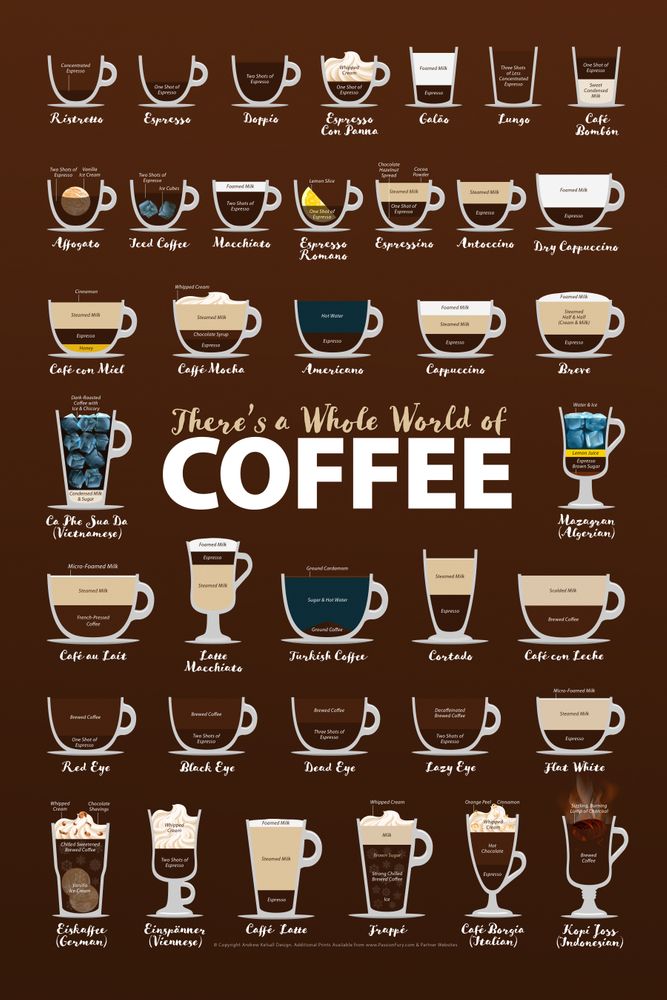 Concentrated
Espresso
Ristretto
One Shot of
Espresso
Espresso
Two Shots of
Espresso
Doppio
Whipped
Cream
One Shot of
Espresso
Espresso
Con Panna
Foamed Milk
Espresso
Galão
Three
Shots of
Less
Concentrated
Espresso
Lungo
One Shot of
Espresso
Sweet
Condensed
Milk
Café
Bombón
Two Shots of
Espresso
Vanilla
Ice Cream
Affogato
Two Shots of
Espresso
Ice Cubes
Iced Coffee
Foamed Milk
Two Shots of
Espresso
Macchiato
Lemon Slice
One Shot of
Espresso
Espresso
Romano
Chocolate
Hazelnut
Spread
Cocoa
Powder
Steamed Milk
One Shot of
Espresso
Espressino
Steamed Milk
Espresso
Antoccino
Foamed Milk
Espresso
Dry Cappuccino
Cinnamon
Steamed Milk
Espresso
Honey
Café con Miel
Whipped Cream
Steamed Milk
Chocolate Syrup
Espresso
Caffé Mocha
Hot Water
Espresso
Americano
Foamed Milk
Steamed Milk
Espresso
Cappuccino
Foamed Milk
Steamed
Half & Half
(Cream & Milk)
Espresso
Breve
Dark-Roasted
Coffee with
Ice & Chicory
Condensed Milk
& Sugar
Ca Phe Sua Da
(Vietnamese)
There's a Whole World of
COFFEE
Water & Ice
Lemon Juice
Espresso
Brown Sugar
Mazagran
(Algerian)
Micro-Foamed Milk
Steamed Milk
French-Pressed
Coffee
Café au Lait
Foamed Milk
Espresso
Steamed Milk
Latte
Macchiato
Ground Cardamom
Sugar & Hot Water
Ground Coffee
Turkish Coffee
Steamed Milk
Espresso
Cortado
Scalded Milk
Brewed Coffee
Café con Leche
Brewed Coffee
One Shot of
Espresso
Red Eye
Brewed Coffee
Two Shots of
Espresso
Black Eye
Brewed Coffee
Three Shots of
Espresso
Dead Eye
Decaffeinated
Brewed Coffee
Two Shots of
Espresso
Lazy Eye
Micro-Foamed Milk
Steamed Milk
Espresso
Flat White
Whipped
Cream
Chocolate
Shavings
Chilled Sweetened
Brewed Coffee
Vanilla
Ice Cream
Eiskaffee
(German)
Whipped
Cream
Two Shots of
Espresso
Einspänner
(Viennese)
Foamed Milk
Steamed Milk
Espresso
Caffé Latte
Whipped Cream
Milk
Brown Sugar
Strong Chilled
Brewed Coffee
Ice
Frappé
Orange Peel
Cinnamon
Whipped
Cream
Hot
Chocolate
Espresso
Café Borgia
(Italian)
Sizzling, Burning
Lump of Charcoal
Brewed
Coffee
Kopi Joss
(Indonesian)
© Copyright Andrew Kelsall Design. Additional Prints Available from www.PassionFury.com & Partner Websites